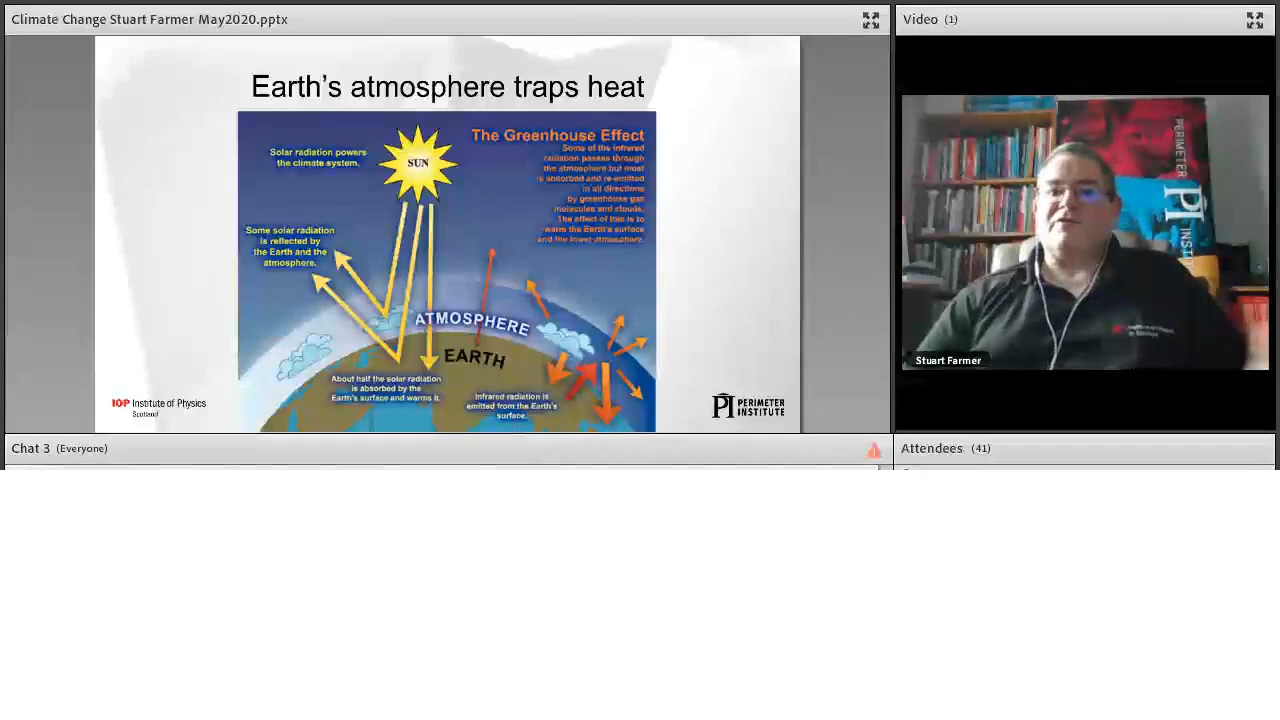 Climate Change Stuart Farmer May2020.pptx
Video (1)
Earth's atmosphere traps heat
The Greenhouse Effect
Some of the infrared
radiation passes through
the atmosphere but most
is absorbed and re-emitted
in all directions
by greenhouse gas
molecules and clouds.
The effect of this is to
warm the Earth's surface
and the lower atmosphere.
Solar radiation powers
the climate system.
SUN
Some solar radiation
is reflected by
the Earth and the
atmosphere.
ATMOSPHERE
EARTH
About half the solar radiation
is absorbed by the
Earth's surface and warms it.
Infrared radiation is
emitted from the Earth's
surface.
IOP Institute of Physics
Scotland
PI PERIMETER
INSTITUTE
PERIMETER
PI
INSTI
Stuart Farmer
Chat 3 (Everyone)
Attendees (41)